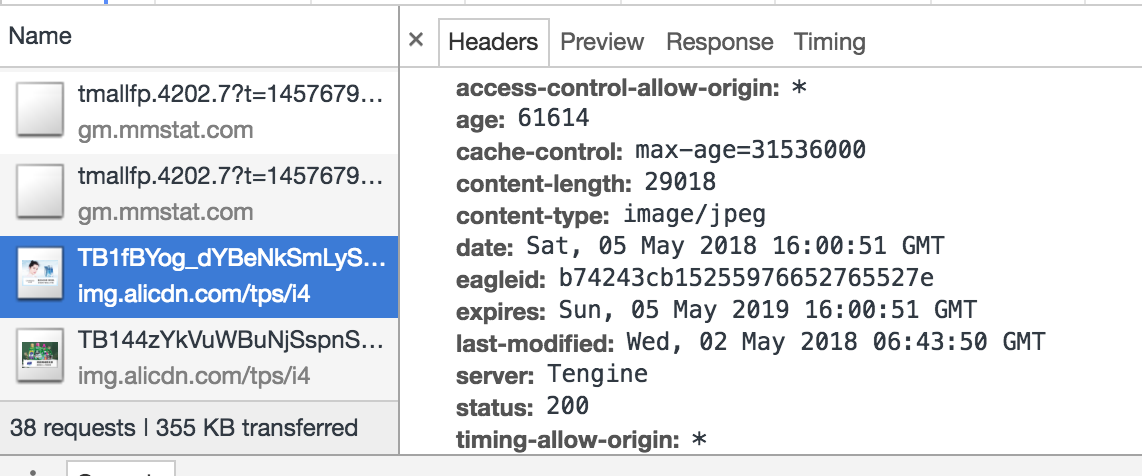 Name
tmallfp.4202.7?t=1457679...
gm.mmstat.com
tmallfp.4202.7?t=1457679...
gm.mmstat.com
TB1fBYog_dYBeNkSmLyS...
img.alicdn.com/tps/i4
TB144zYkVuWBuNjSspnS...
img.alicdn.com/tps/i4
38 requests | 355 KB transferred
× Headers Preview Response Timing
access-control-allow-origin: *
age: 61614
cache-control: max-age=31536000
content-length: 29018
content-type: image/jpeg
date: Sat, 05 May 2018 16:00:51 GMT
eagleid: b74243cb15255976652765527e
expires: Sun, 05 May 2019 16:00:51 GMT
last-modified: Wed, 02 May 2018 06:43:50 GMT
server: Tengine
status: 200
timing-allow-origin: *